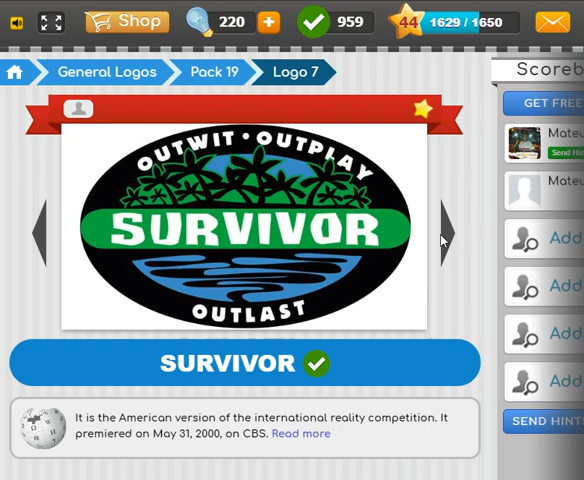 Shop
220
959
44
1629 / 1650
General Logos
Pack 19
Logo 7
Scoreb
GET FREE
Mateu
Send Hin
Mateu
OUTWIT • OUTPLAY
SURVIVOR
OUTLAST
Add
Add
Add
Add
SURVIVOR
It is the American version of the international reality competition. It
premiered on May 31, 2000, on CBS. Read more
SEND HINTS